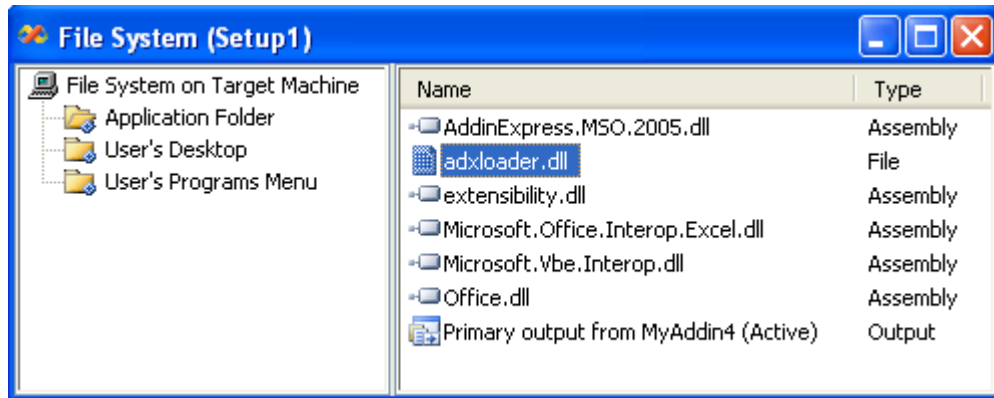 File System (Setup1)
File System on Target Machine
Application Folder
User's Desktop
User's Programs Menu
Name Type
AddinExpress.MSO.2005.dll Assembly
adxloader.dll File
extensibility.dll Assembly
Microsoft.Office.Interop.Excel.dll Assembly
Microsoft.Vbe.Interop.dll Assembly
Office.dll Assembly
Primary output from MyAddin4 (Active) Output